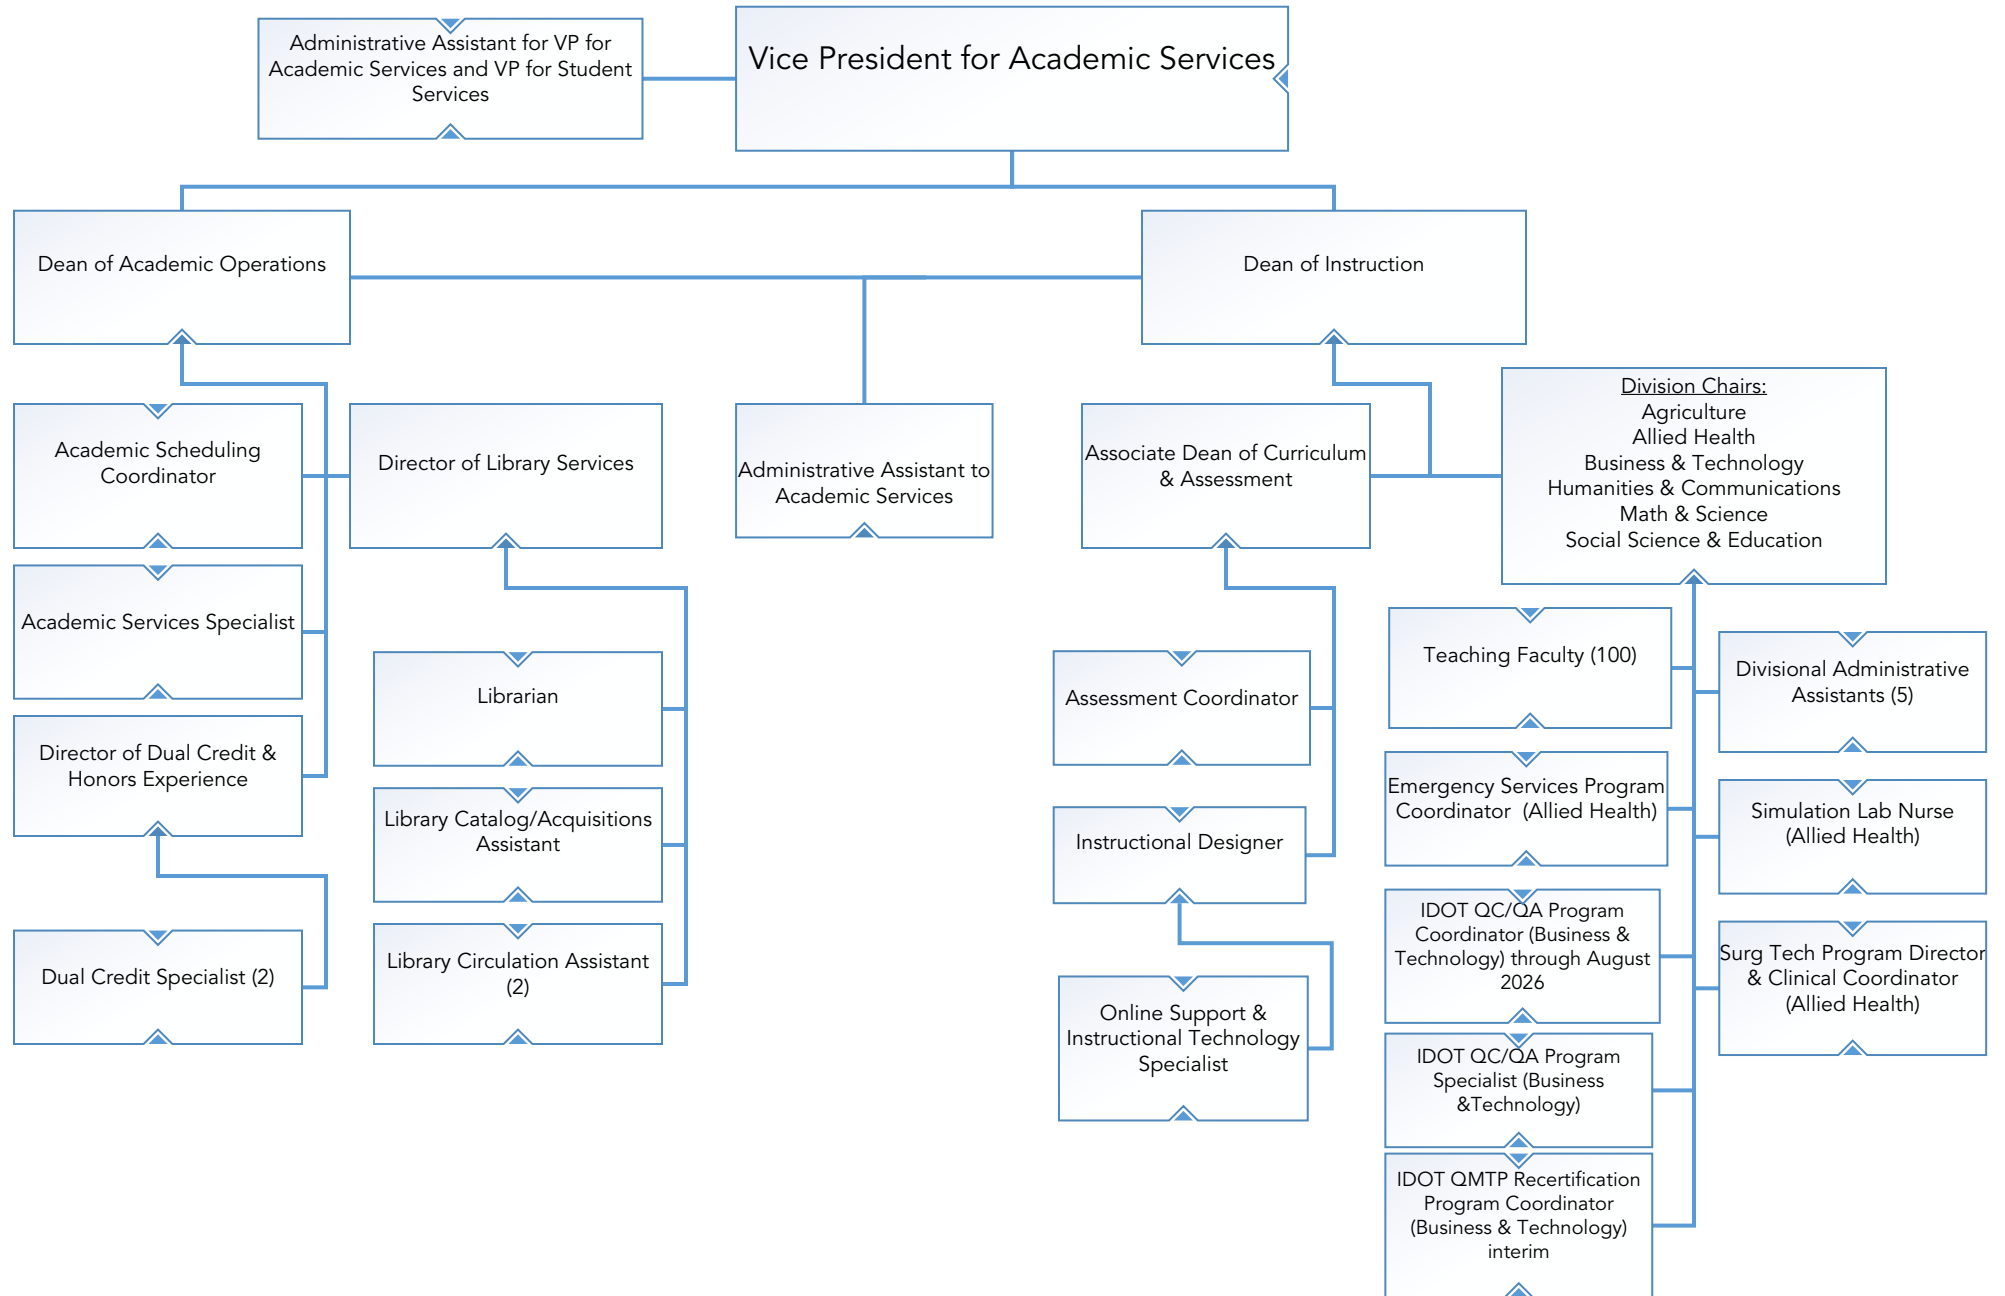 Administrative Assistant for VP for
Academic Services and VP for Student
Services
Vice President for Academic Services
Dean of Academic Operations
Dean of Instruction
Academic Scheduling
Coordinator
Director of Library Services
Administrative Assistant to
Academic Services
Associate Dean of Curriculum
& Assessment
Division Chairs:
Agriculture
Allied Health
Business & Technology
Humanities & Communications
Math & Science
Social Science & Education
Academic Services Specialist
Director of Dual Credit &
Honors Experience
Dual Credit Specialist (2)
Librarian
Library Catalog/Acquisitions
Assistant
Library Circulation Assistant
(2)
Assessment Coordinator
Instructional Designer
Online Support &
Instructional Technology
Specialist
Teaching Faculty (100)
Emergency Services Program
Coordinator  (Allied Health)
IDOT QC/QA Program
Coordinator (Business &
Technology) through August
2026
IDOT QC/QA Program
Specialist (Business
&Technology)
IDOT QMTP Recertification
Program Coordinator
(Business & Technology)
interim
Divisional Administrative
Assistants (5)
Simulation Lab Nurse
(Allied Health)
Surg Tech Program Director
& Clinical Coordinator
(Allied Health)